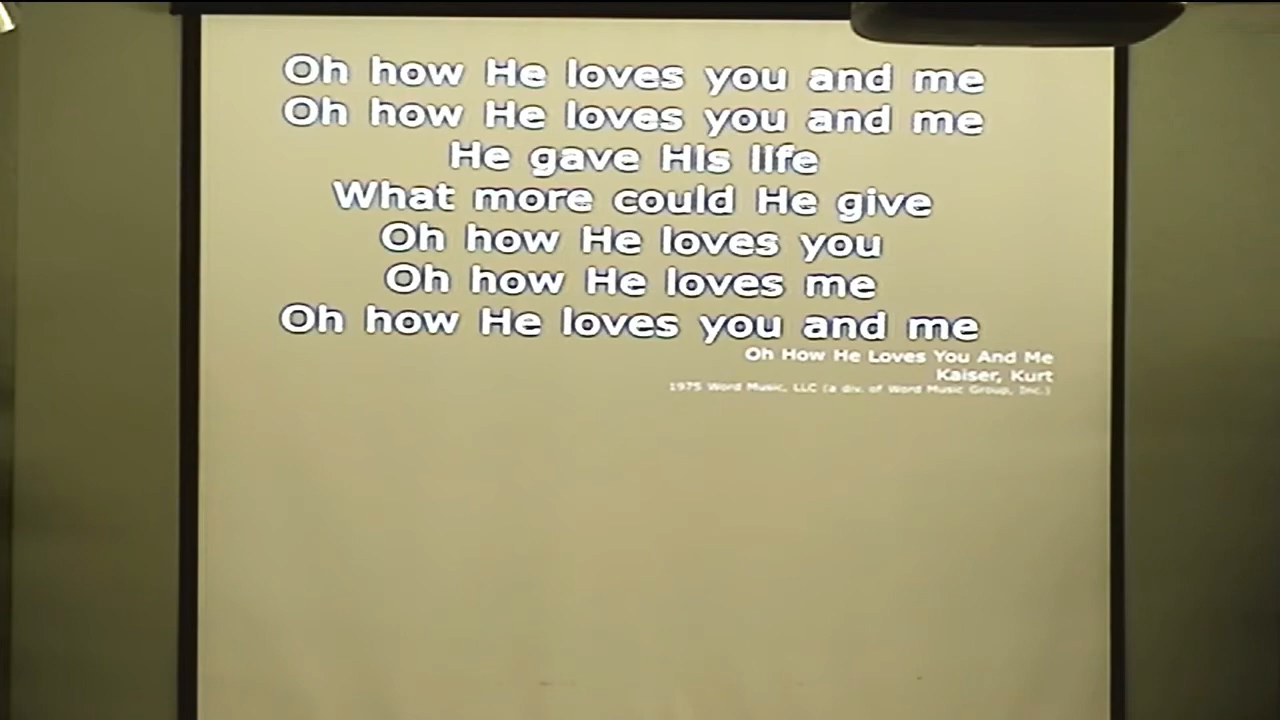 Oh how He loves you and me
Oh how He loves you and me
He gave His life
What more could He give
Oh how He loves you
Oh how He loves me
Oh how He loves you and me
Oh How He Loves You And Me
Kaiser, Kurt
1975 Word Music, LLC (a div. of Word Music Group, Inc.)